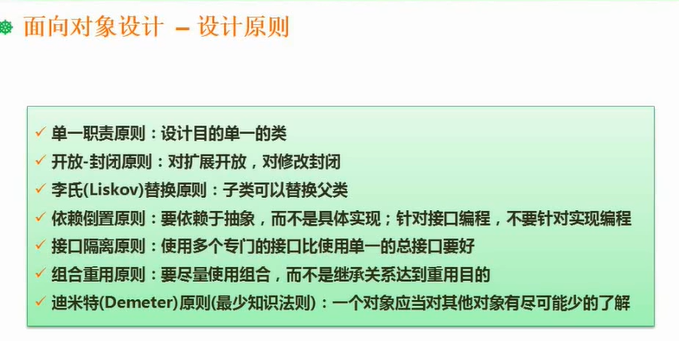 面向对象设计 – 设计原则
单一职责原则：设计目的单一的类
开放-封闭原则：对扩展开放，对修改封闭
李氏(Liskov)替换原则：子类可以替换父类
依赖倒置原则：要依赖于抽象，而不是具体实现；针对接口编程，不要针对实现编程
接口隔离原则：使用多个专门的接口比使用单一的总接口要好
组合重用原则：要尽量使用组合，而不是继承关系达到重用目的
迪米特(Demeter)原则(最少知识法则)：一个对象应当对其他对象有尽可能少的了解